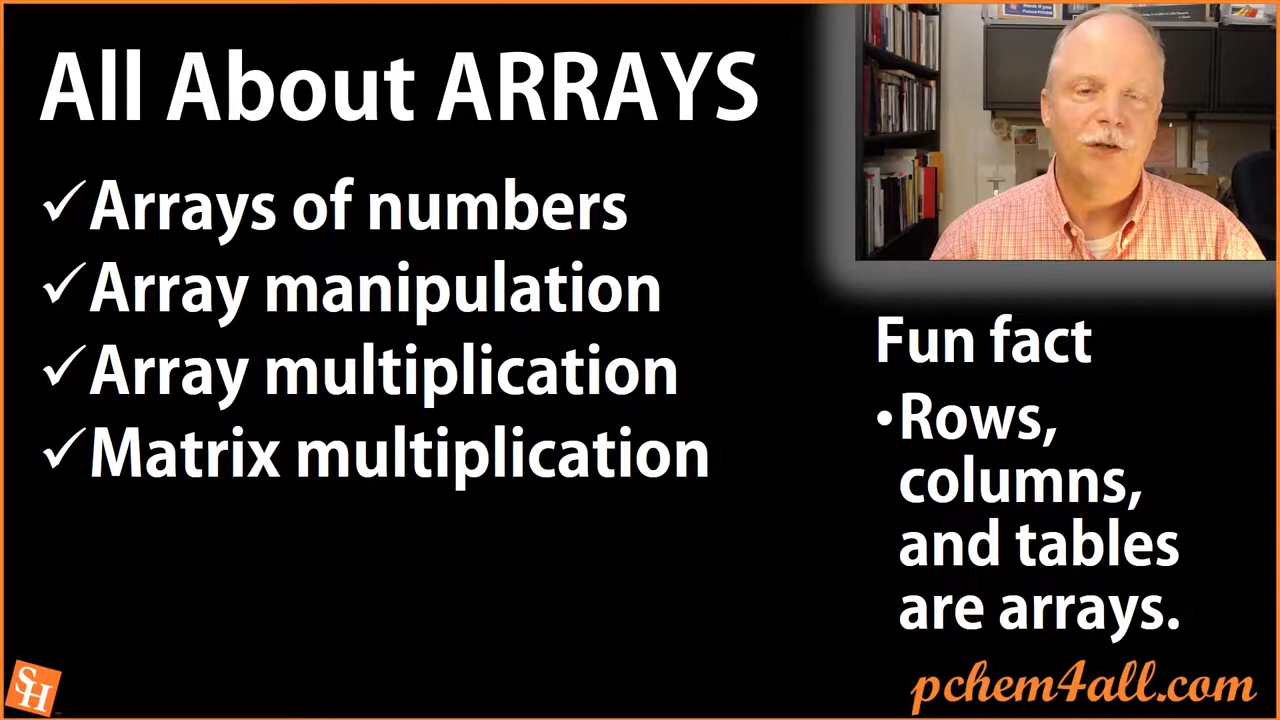 All About ARRAYS
✓Arrays of numbers
✓Array manipulation
✓Array multiplication
✓Matrix multiplication
Fun fact
•Rows,
columns,
and tables
are arrays.
SH
pchem4all.com